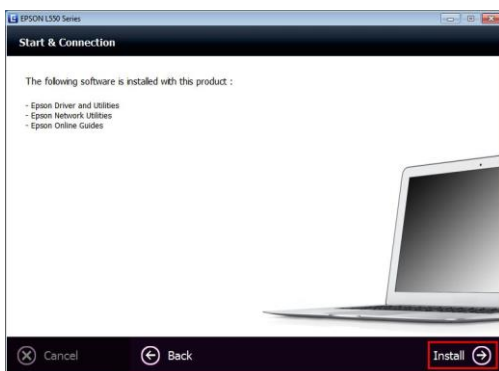 EPSON L550 Series
Start & Connection
The following software is installed with this product :
- Epson Driver and Utilities
- Epson Network Utilities
- Epson Online Guides
Cancel
Back
Install